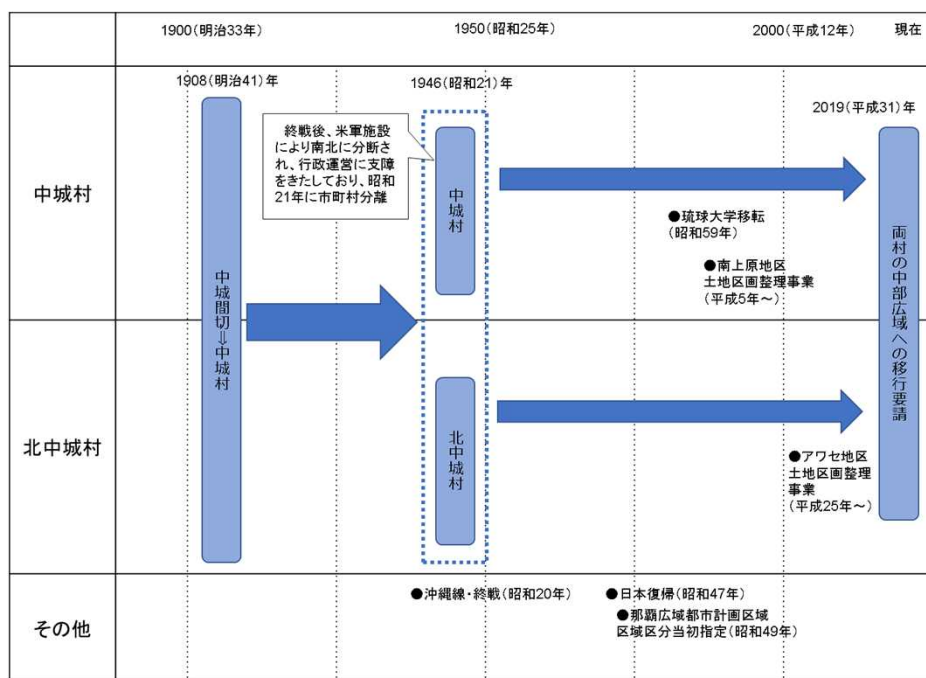 1900(明治33年)
1950(昭和25年)
2000(平成12年)
現在
中城村
1908(明治41)年
1946(昭和21)年
2019(平成31)年
終戦後、米軍施設
により南北に分断さ
れ、行政運営に支障
をきたしており、昭和
21年に市町村分離
中城間切⇒中城村
中城村
●琉球大学移転
(昭和59年)
●南上原地区
土地区画整理事業
(平成5年~)
両村の中部広域への移行要請
北中城村
北中城村
●アワセ地区
土地区画整理
事業
(平成25年~)
その他
●沖縄線・終戦(昭和20年)
●日本復帰(昭和47年)
●那覇広域都市計画区域
区域区分当初指定(昭和49年)